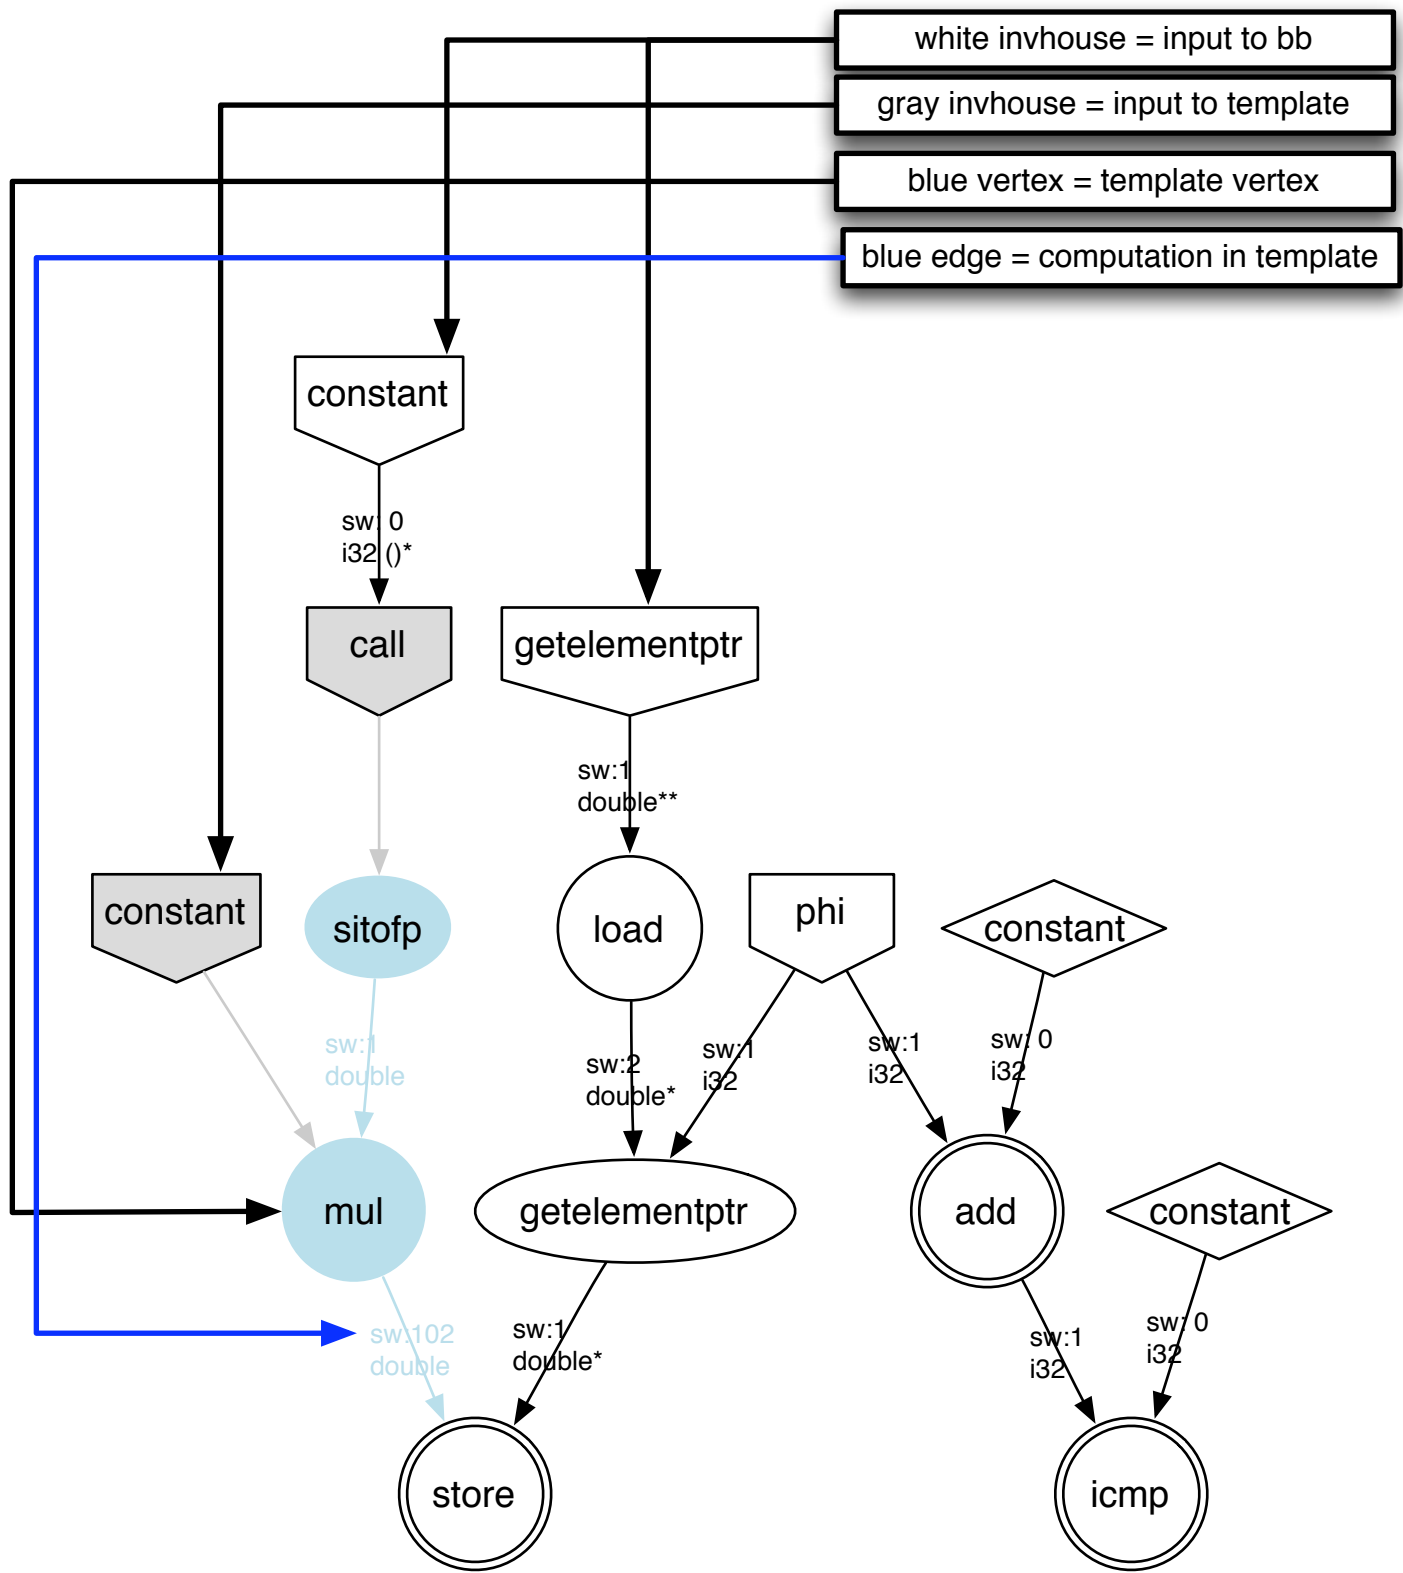 white invhouse = input to bb
gray invhouse = input to template
blue vertex = template vertex
blue edge = computation in template
constant
sw: 0
i32 ()*
call
getelementptr
sw:1
double**
constant
sitofp
load
phi
constant
sw:1
double
sw:2
double*
sw:1
i32
sw:1
i32
sw: 0
i32
mul
getelementptr
add
constant
sw:102
double
sw:1
double*
sw:1
i32
sw: 0
i32
store
icmp